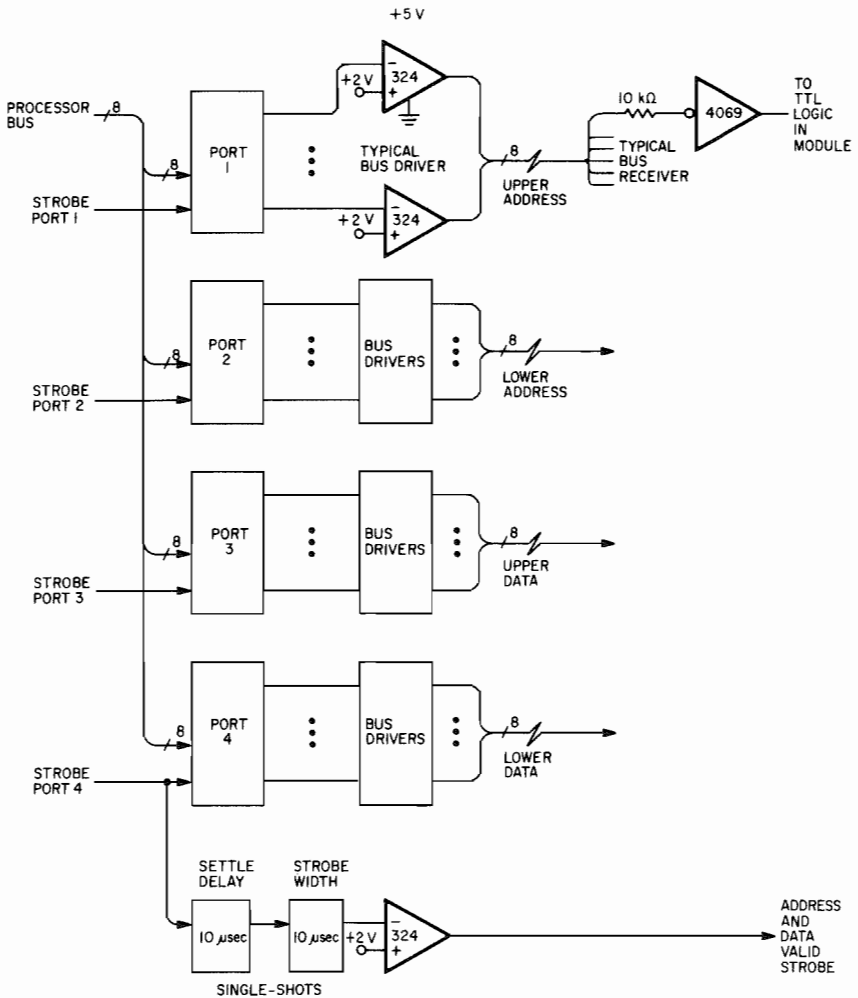 +5 V
PROCESSOR
BUS
8
8
STROBE
PORT 1
PORT
1
+2 V
-
+
324
TYPICAL
BUS DRIVER
+2 V
-
+
324
8
UPPER
ADDRESS
10 kΩ
4069
TYPICAL
BUS
RECEIVER
TO
TTL
LOGIC
IN
MODULE
8
STROBE
PORT 2
PORT
2
BUS
DRIVERS
8
LOWER
ADDRESS
8
STROBE
PORT 3
PORT
3
BUS
DRIVERS
8
UPPER
DATA
8
STROBE
PORT 4
PORT
4
BUS
DRIVERS
8
LOWER
DATA
SETTLE
DELAY
10 μsec
STROBE
WIDTH
10 μsec
SINGLE-SHOTS
+2 V
-
+
324
ADDRESS
AND
DATA
VALID
STROBE